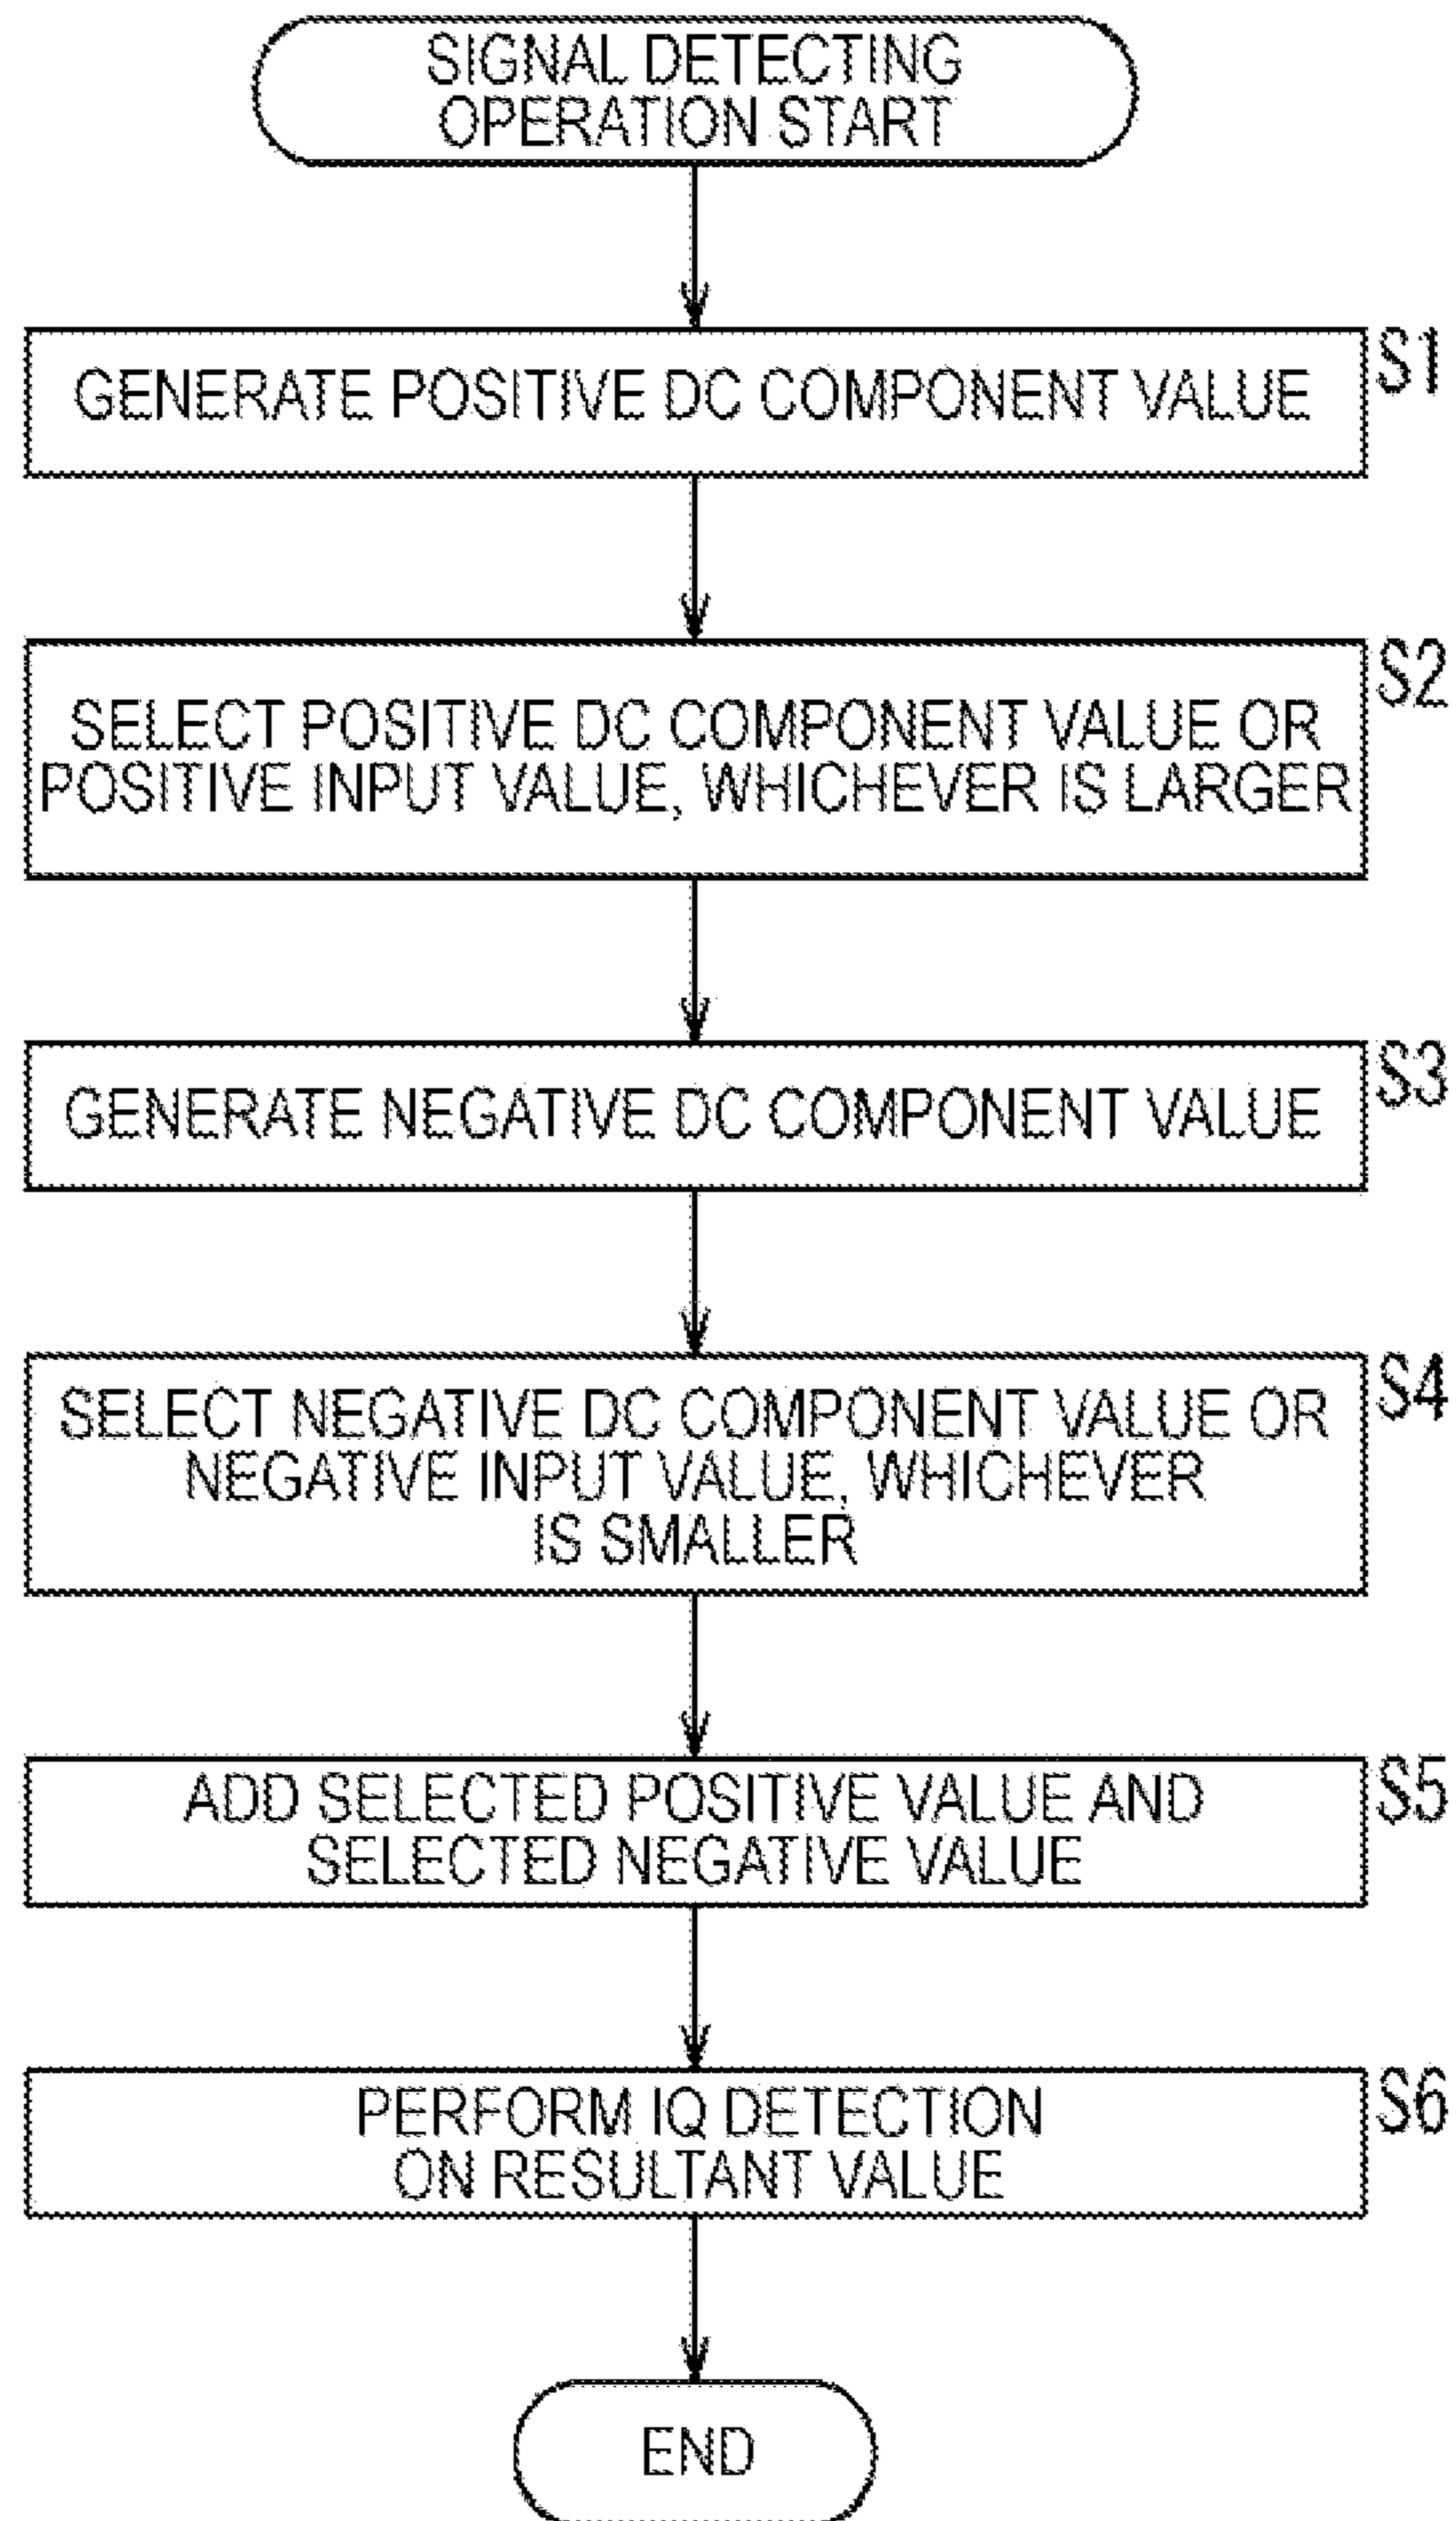 SIGNAL DETECTING
OPERATION START
S1
GENERATE POSITIVE DC COMPONENT VALUE
S2
SELECT POSITIVE DC COMPONENT VALUE OR
POSITIVE INPUT VALUE, WHICHEVER IS LARGER
S3
GENERATE NEGATIVE DC COMPONENT VALUE
S4
SELECT NEGATIVE DC COMPONENT VALUE OR
NEGATIVE INPUT VALUE, WHICHEVER
IS SMALLER
S5
ADD SELECTED POSITIVE VALUE AND
SELECTED NEGATIVE VALUE
S6
PERFORM IQ DETECTION
ON RESULTANT VALUE
END